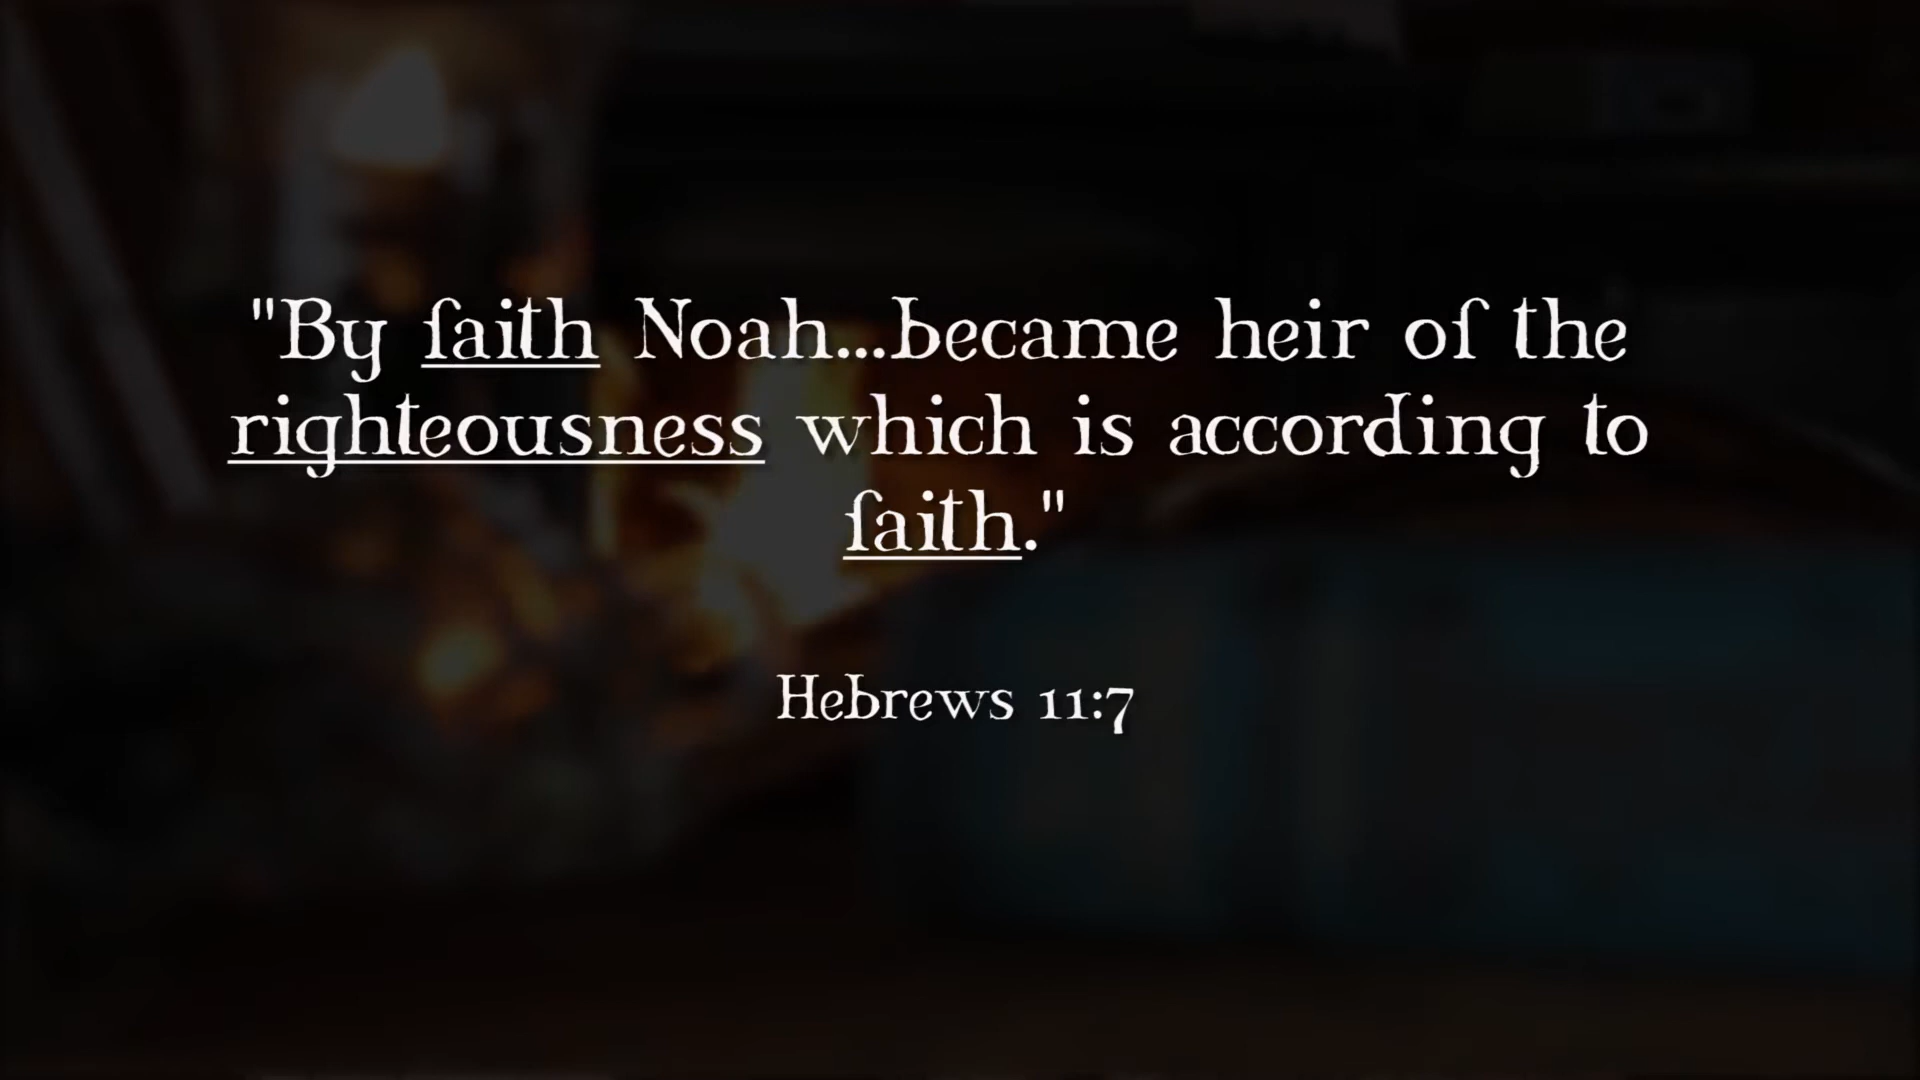 "By faith Noah...became heir of the
righteousness which is according to
faith."
Hebrews 11:7